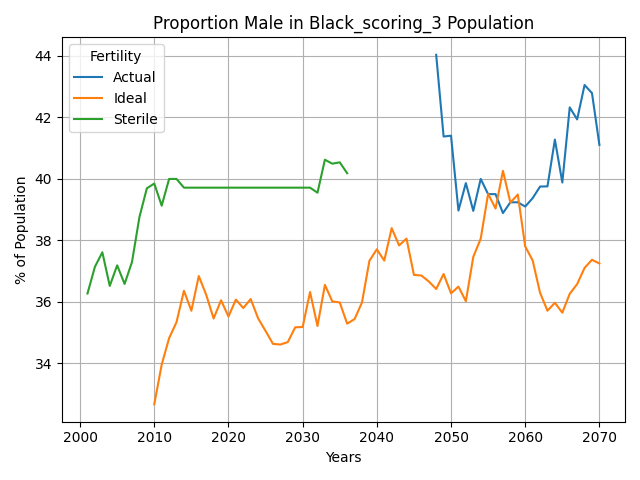 Proportion Male in Black_scoring_3 Population
Fertility
Actual
Ideal
Sterile
% of Population
44
42
40
38
36
34
2000 2010 2020 2030 2040 2050 2060 2070
Years